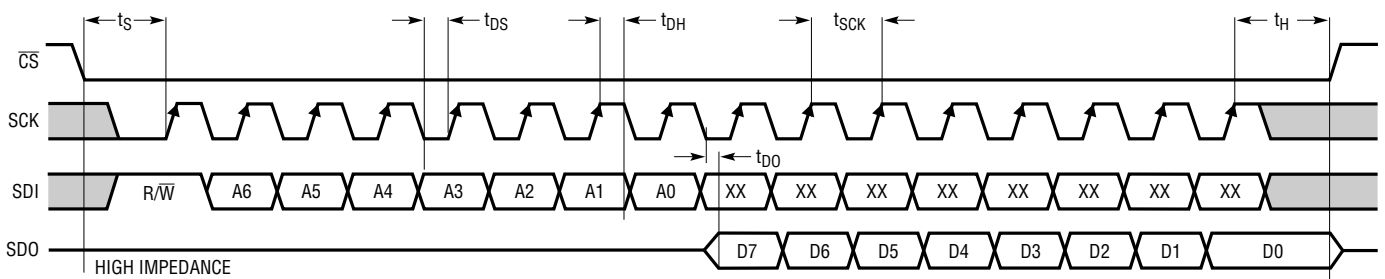 tS tDS tDH tSCK tH
CS
SCK
tDO
SDI R/W A6 A5 A4 A3 A2 A1 A0 XX XX XX XX XX XX XX XX
SDO D7 D6 D5 D4 D3 D2 D1 D0
HIGH IMPEDANCE